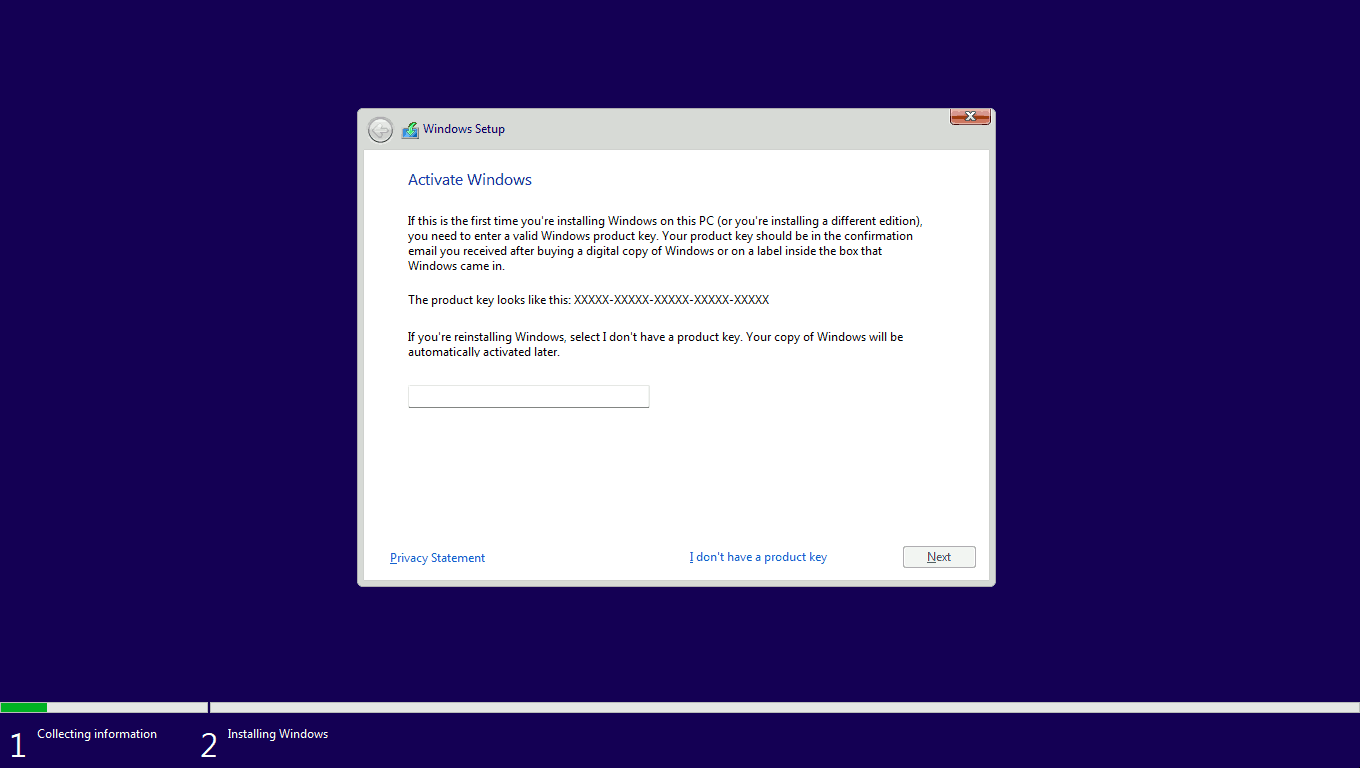 Windows Setup
Activate Windows
If this is the first time you're installing Windows on this PC (or you're installing a different edition),
you need to enter a valid Windows product key. Your product key should be in the confirmation
email you received after buying a digital copy of Windows or on a label inside the box that
Windows came in.
The product key looks like this: XXXXX-XXXXX-XXXXX-XXXXX-XXXXX
If you're reinstalling Windows, select I don't have a product key. Your copy of Windows will be
automatically activated later.
Privacy Statement
I don't have a product key
Next
1 Collecting information
2 Installing Windows